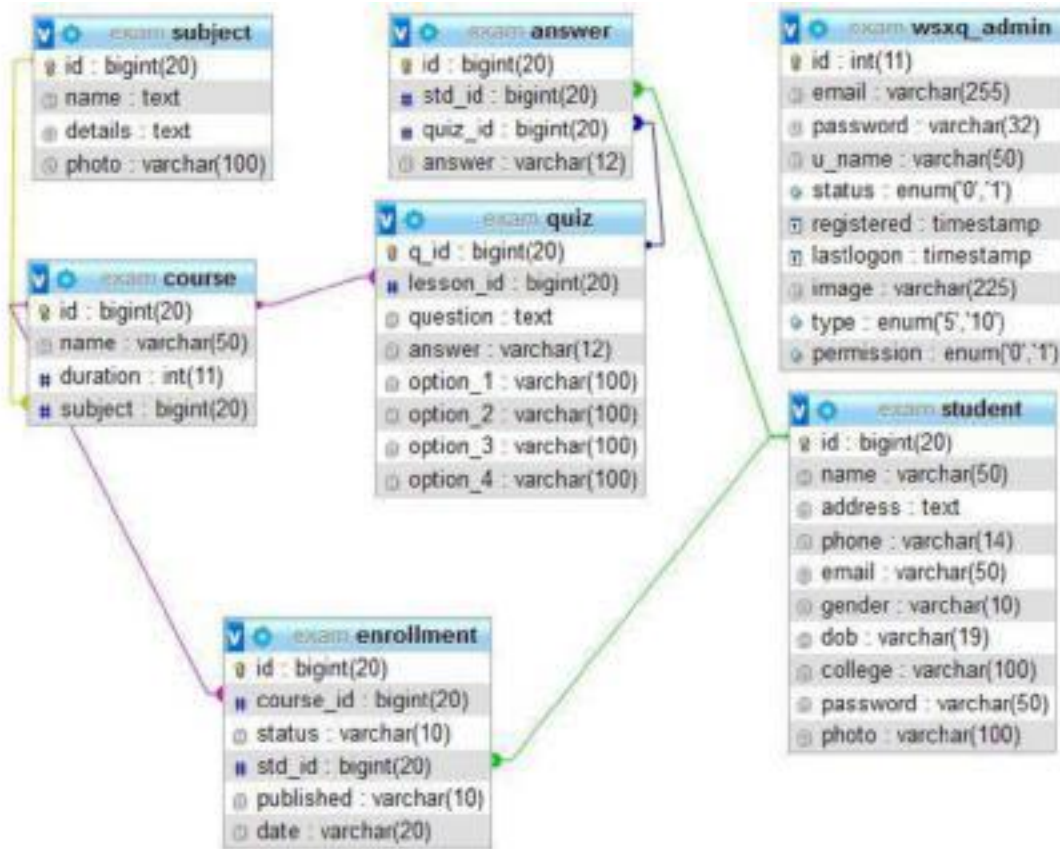 exam subject
id : bigint(20)
name : text
details : text
photo : varchar(100)
exam answer
id : bigint(20)
std_id : bigint(20)
quiz_id : bigint(20)
answer : varchar(12)
exam wsxq_admin
id : int(11)
email : varchar(255)
password : varchar(32)
u_name : varchar(50)
status : enum('0','1')
registered : timestamp
lastlogon : timestamp
image : varchar(225)
type : enum('5','10')
permission : enum('0','1')
exam course
id : bigint(20)
name : varchar(50)
duration : int(11)
subject : bigint(20)
exam quiz
q_id : bigint(20)
lesson_id : bigint(20)
question : text
answer : varchar(12)
option_1 : varchar(100)
option_2 : varchar(100)
option_3 : varchar(100)
option_4 : varchar(100)
exam student
id : bigint(20)
name : varchar(50)
address : text
phone : varchar(14)
email : varchar(50)
gender : varchar(10)
dob : varchar(19)
college : varchar(100)
password : varchar(50)
photo : varchar(100)
exam enrollment
id : bigint(20)
course_id : bigint(20)
status : varchar(10)
std_id : bigint(20)
published : varchar(10)
date : varchar(20)